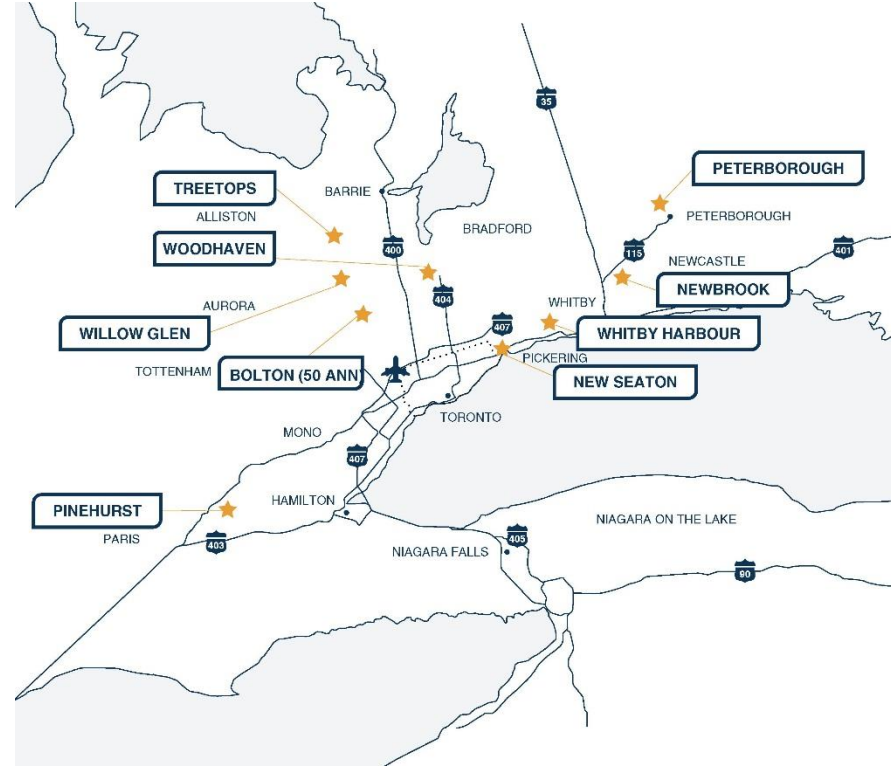 35
PETERBOROUGH
TREETOPS
BARRIE
ALLISTON
PETERBOROUGH
BRADFORD
WOODHAVEN
400
115
401
NEWCASTLE
404
NEWBROOK
AURORA
WHITBY
WILLOW GLEN
407
WHITBY HARBOUR
PICKERING
TOTTENHAM
BOLTON (50 ANN
NEW SEATON
TORONTO
MONO
407
HAMILTON
PINEHURST
NIAGARA ON THE LAKE
PARIS
403
405
NIAGARA FALLS
90